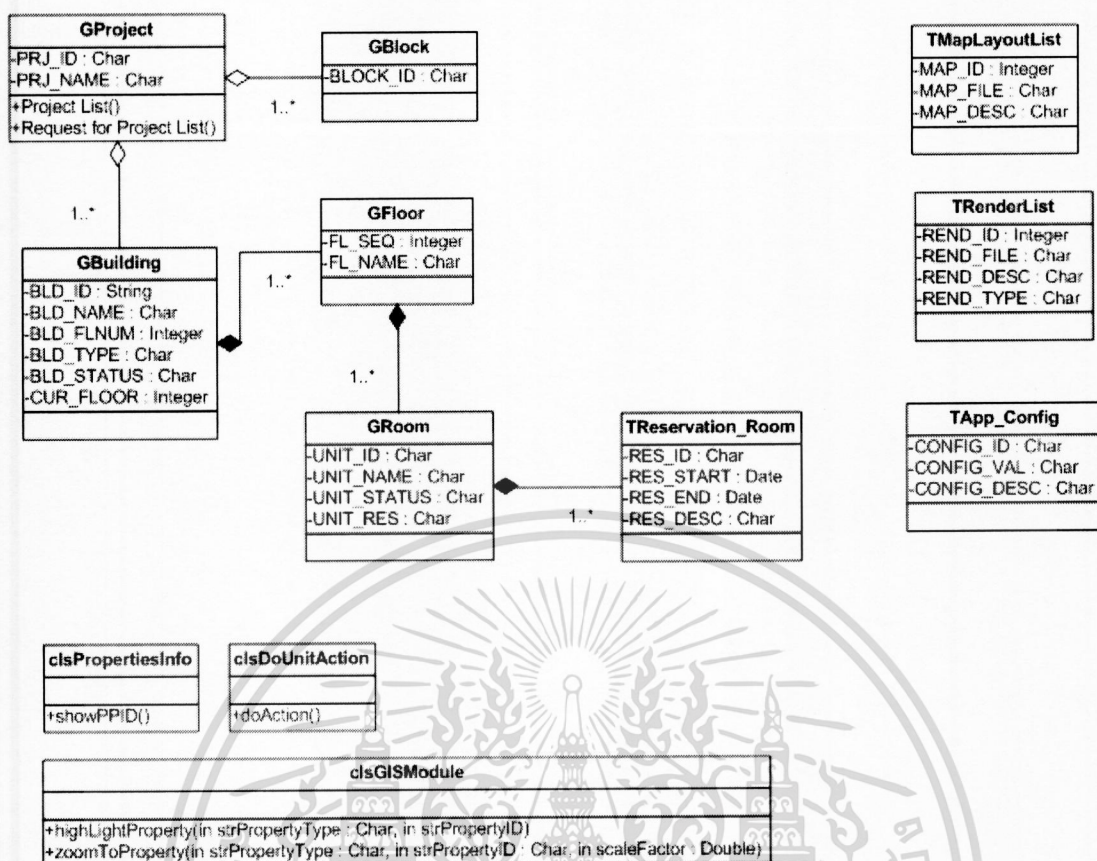 GProject
-PRJ_ID : Char
-PRJ_NAME : Char
+Project List()
+Request for Project List()
1..*
GBlock
-BLOCK_ID : Char
1..*
GBuilding
-BLD_ID : String
-BLD_NAME : Char
-BLD_FLNUM : Integer
-BLD_TYPE : Char
-BLD_STATUS : Char
-CUR_FLOOR : Integer
1..*
GFloor
-FL_SEQ : Integer
-FL_NAME : Char
1..*
GRoom
-UNIT_ID : Char
-UNIT_NAME : Char
-UNIT_STATUS : Char
-UNIT_RES : Char
1..*
TReservation_Room
-RES_ID : Char
-RES_START : Date
-RES_END : Date
-RES_DESC : Char
TMapLayoutList
-MAP_ID : Integer
-MAP_FILE : Char
-MAP_DESC : Char
TRenderList
-REND_ID : Integer
-REND_FILE : Char
-REND_DESC : Char
-REND_TYPE : Char
TApp_Config
-CONFIG_ID : Char
-CONFIG_VAL : Char
-CONFIG_DESC : Char
clsPropertiesInfo
+showPPID()
clsDoUnitAction
+doAction()
clsGISModule
+highLightProperty(in strPropertyType : Char, in strPropertyID)
+zoomToProperty(in strPropertyType : Char, in strPropertyID : Char, in scaleFactor : Double)